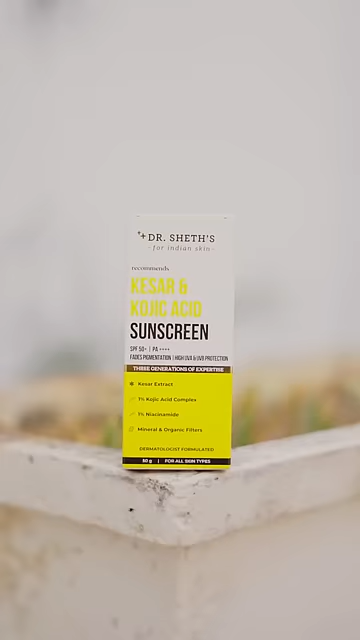 DR. SHETH'S
-for indian skin-
recommends
KESAR &
KOJIC ACID
SUNSCREEN
SPF 50+ | PA ++++
FADES PIGMENTATION | HIGH UVA & UVB PROTECTION
THREE GENERATIONS OF EXPERTISE
Kesar Extract
1% Kojic Acid Complex
1% Niacinamide
Mineral & Organic Filters
DERMATOLOGIST FORMULATED
50 g | FOR ALL SKIN TYPES